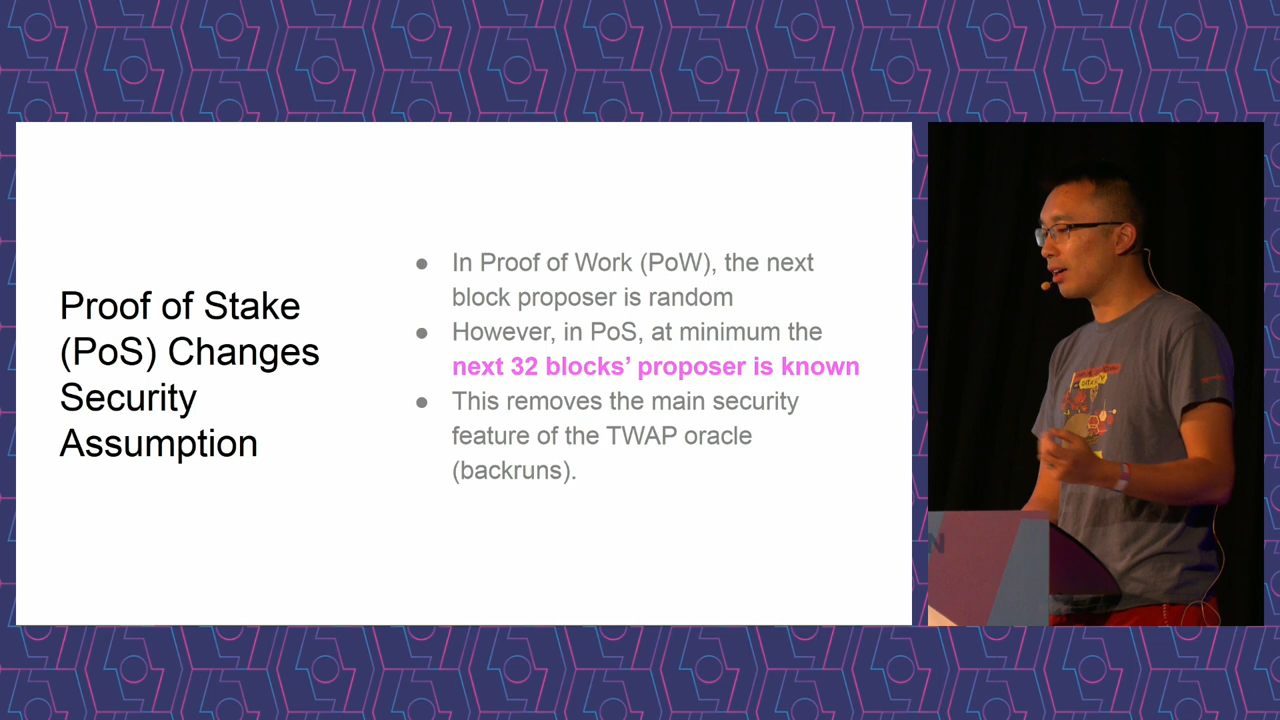 Proof of Stake
(PoS) Changes
Security
Assumption
● In Proof of Work (PoW), the next
block proposer is random
● However, in PoS, at minimum the
next 32 blocks’ proposer is known
● This removes the main security
feature of the TWAP oracle
(backruns).